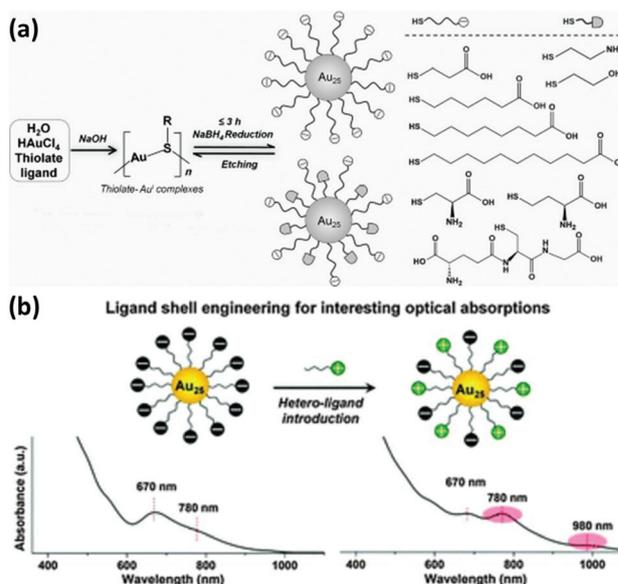 (a)
H₂O
HAuCl₄
Thiolate
ligand
NaOH
R
Au
S
n
Thiolate-Auᴵ complexes
≤ 3 h
NaBH₄ Reduction
Etching
Au₂₅
Au₂₅
HS
HS
HS
O
OH
HS
NH
HS
OH
HS
O
OH
HS
O
OH
HS
O
HS
O
OH
NH₂
HS
O
OH
NH₂
HO
O
NH₂
O
N
H
HS
O
H
N
O
OH
(b)
Ligand shell engineering for interesting optical absorptions
Au₂₅
Hetero-ligand
introduction
Au₂₅
Absorbance (a.u.)
670 nm
780 nm
400 600 800 1000
Wavelength (nm)
670 nm
780 nm
980 nm
400 600 800 1000
Wavelength (nm)